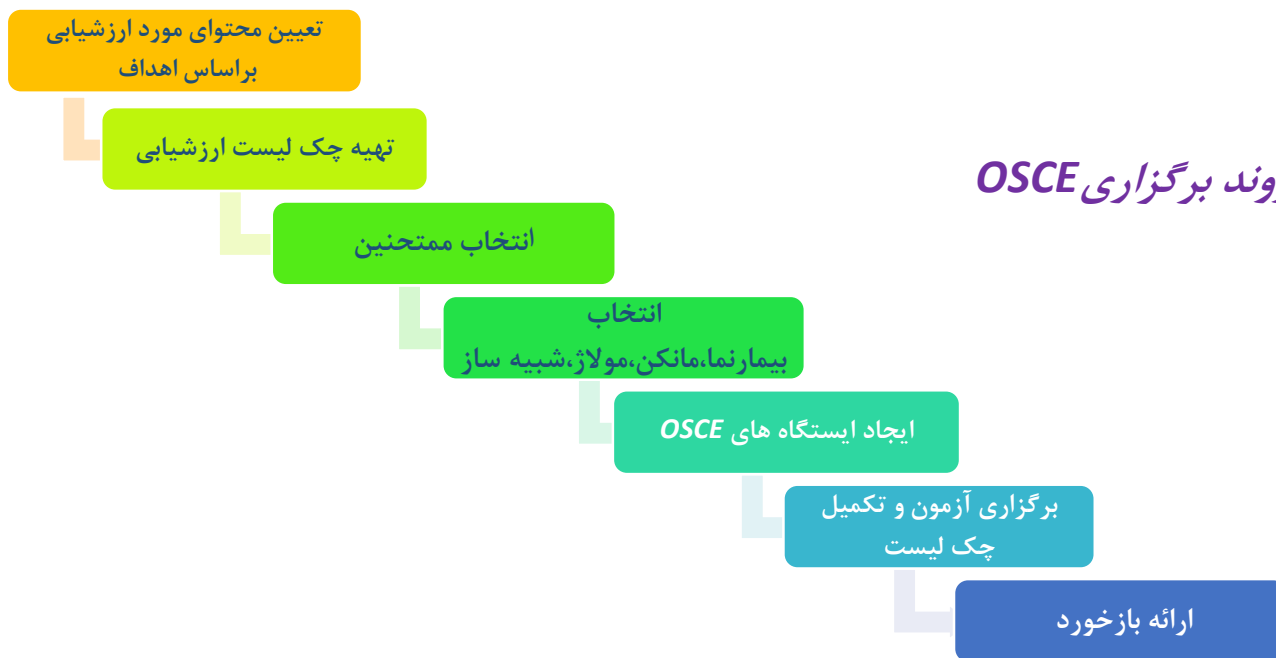 تعیین محتوای مورد ارزشیابی
براساس اهداف
تهیه چک لیست ارزشیابی
وند برگزاری OSCE
انتخاب ممتحنین
انتخاب
بیمارنما،مانکن،مولاژ،شبیه ساز
ایجاد ایستگاه های OSCE
برگزاری آزمون و تکمیل
چک لیست
ارائه بازخورد